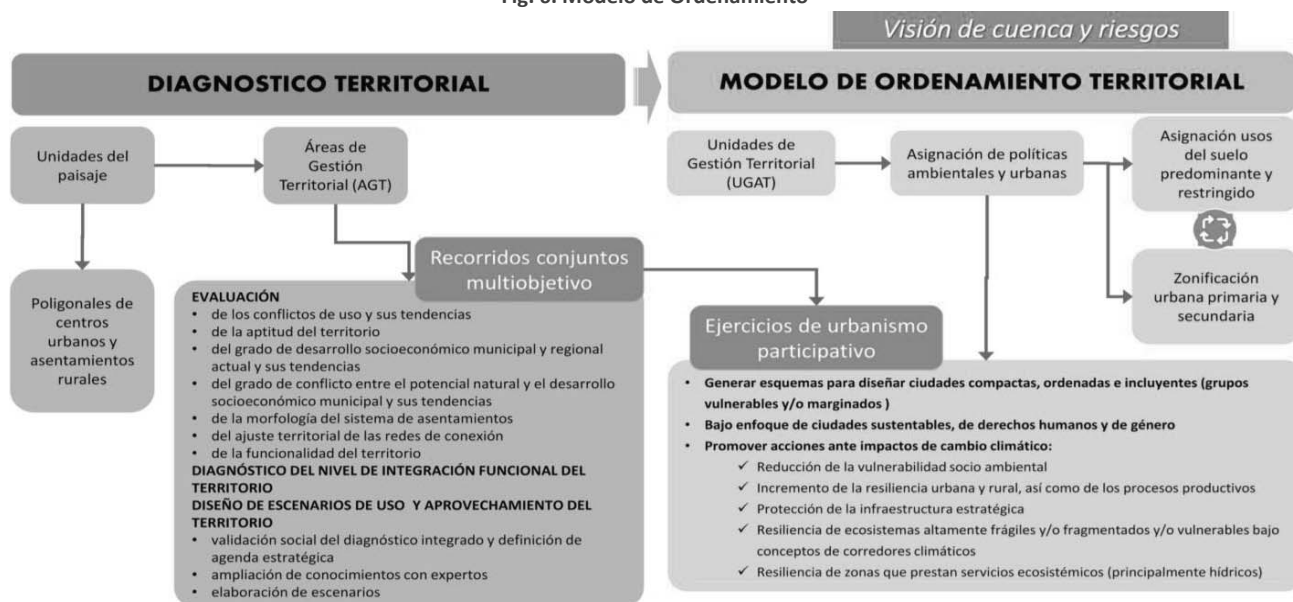 Fig. 6. Modelo de Ordenamiento
Visión de cuenca y riesgos
DIAGNOSTICO TERRITORIAL
MODELO DE ORDENAMIENTO TERRITORIAL
Unidades del
paisaje
Áreas de
Gestión
Territorial (AGT)
Poligonales de
centros
urbanos y
asentamientos
rurales
Recorridos conjuntos
multiobjetivo
EVALUACIÓN
• de los conflictos de uso y sus tendencias
• de la aptitud del territorio
• del grado de desarrollo socioeconómico municipal y regional
actual y sus tendencias
• del grado de conflicto entre el potencial natural y el desarrollo
socioeconómico municipal y sus tendencias
• de la morfología del sistema de asentamientos
• del ajuste territorial de las redes de conexión
• de la funcionalidad del territorio
DIAGNÓSTICO DEL NIVEL DE INTEGRACIÓN FUNCIONAL DEL
TERRITORIO
DISEÑO DE ESCENARIOS DE USO Y APROVECHAMIENTO DEL
TERRITORIO
• validación social del diagnóstico integrado y definición de
agenda estratégica
• ampliación de conocimientos con expertos
• elaboración de escenarios
Unidades de
Gestión Territorial
(UGAT)
Asignación de políticas
ambientales y urbanas
Asignación usos
del suelo
predominante y
restringido
Zonificación
urbana primaria y
secundaria
Ejercicios de urbanismo
participativo
• Generar esquemas para diseñar ciudades compactas, ordenadas e incluyentes (grupos
vulnerables y/o marginados )
• Bajo enfoque de ciudades sustentables, de derechos humanos y de género
• Promover acciones ante impactos de cambio climático:
✓ Reducción de la vulnerabilidad socio ambiental
✓ Incremento de la resiliencia urbana y rural, así como de los procesos productivos
✓ Protección de la infraestructura estratégica
✓ Resiliencia de ecosistemas altamente frágiles y/o fragmentados y/o vulnerables bajo
conceptos de corredores climáticos
✓ Resiliencia de zonas que prestan servicios ecosistémicos (principalmente hídricos)